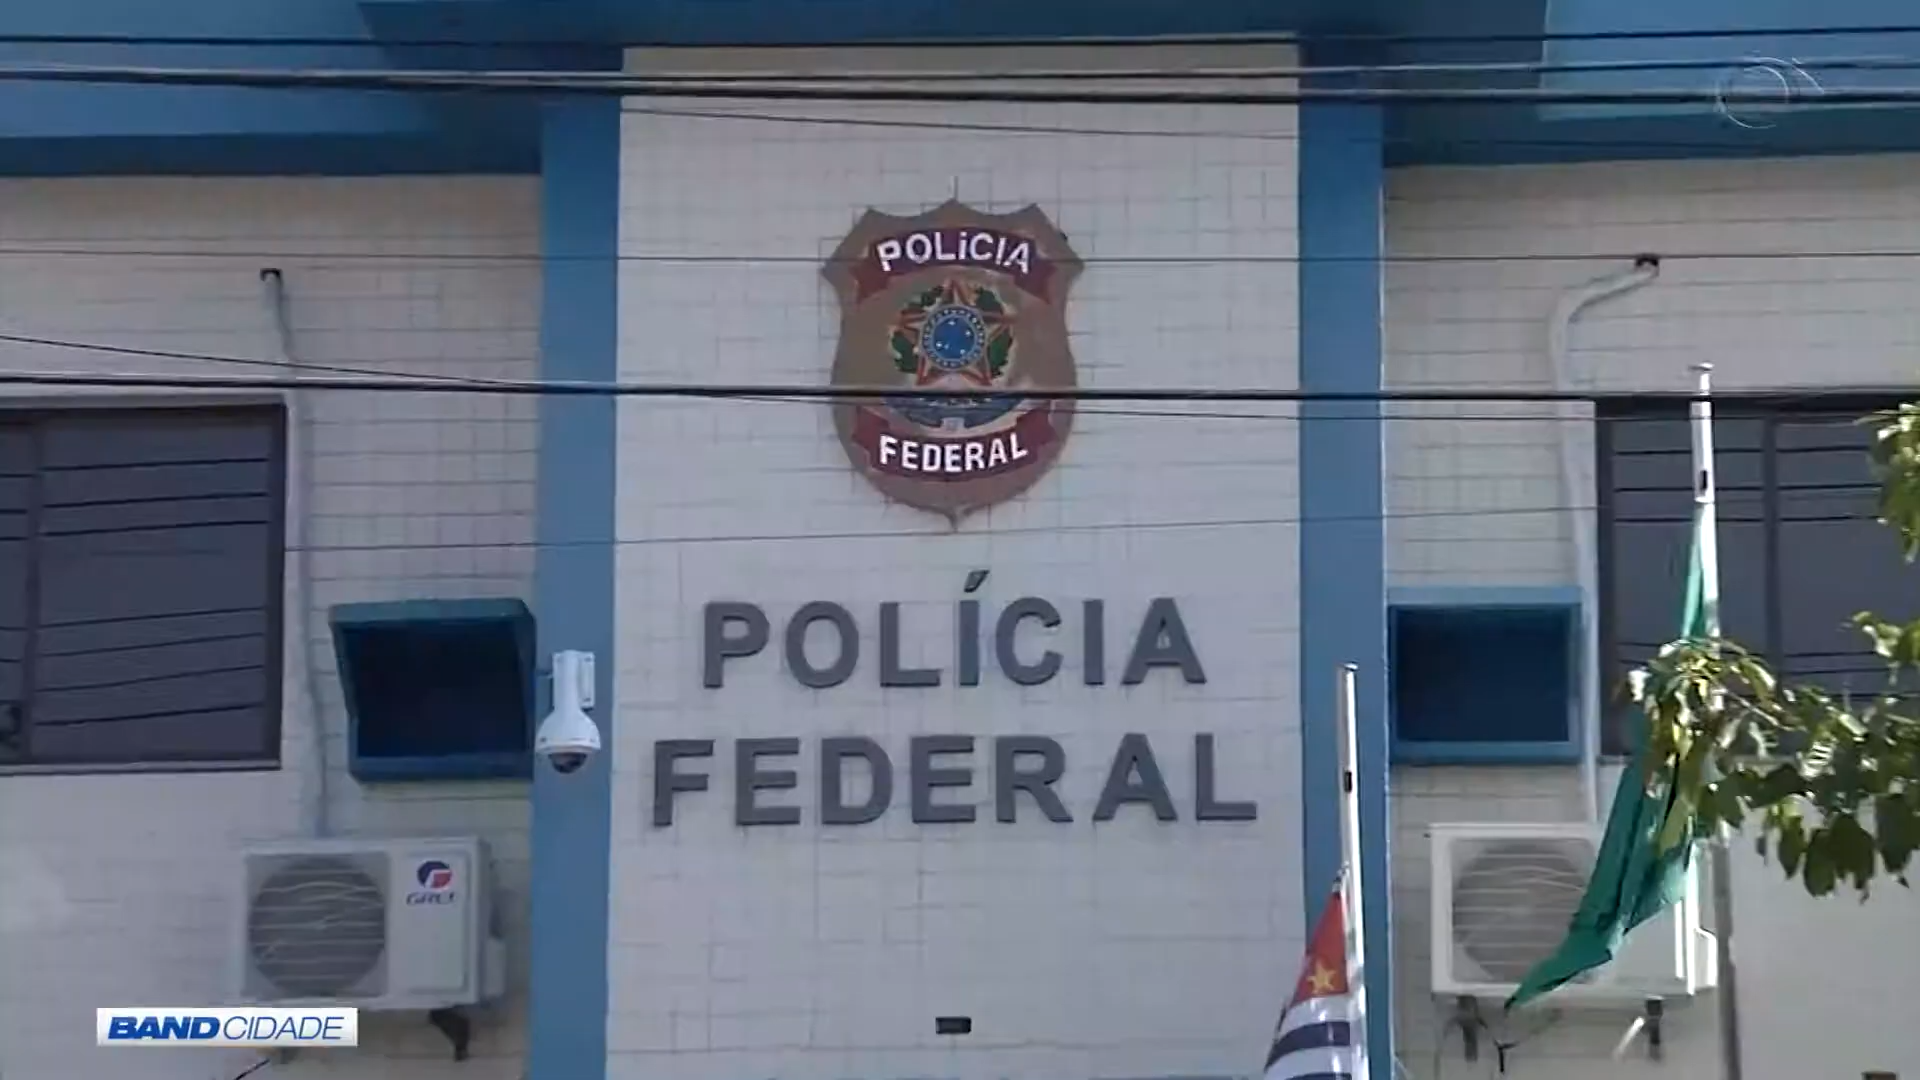 POLÍCIA
FEDERAL
POLÍCIA
FEDERAL
GREE
BAND CIDADE